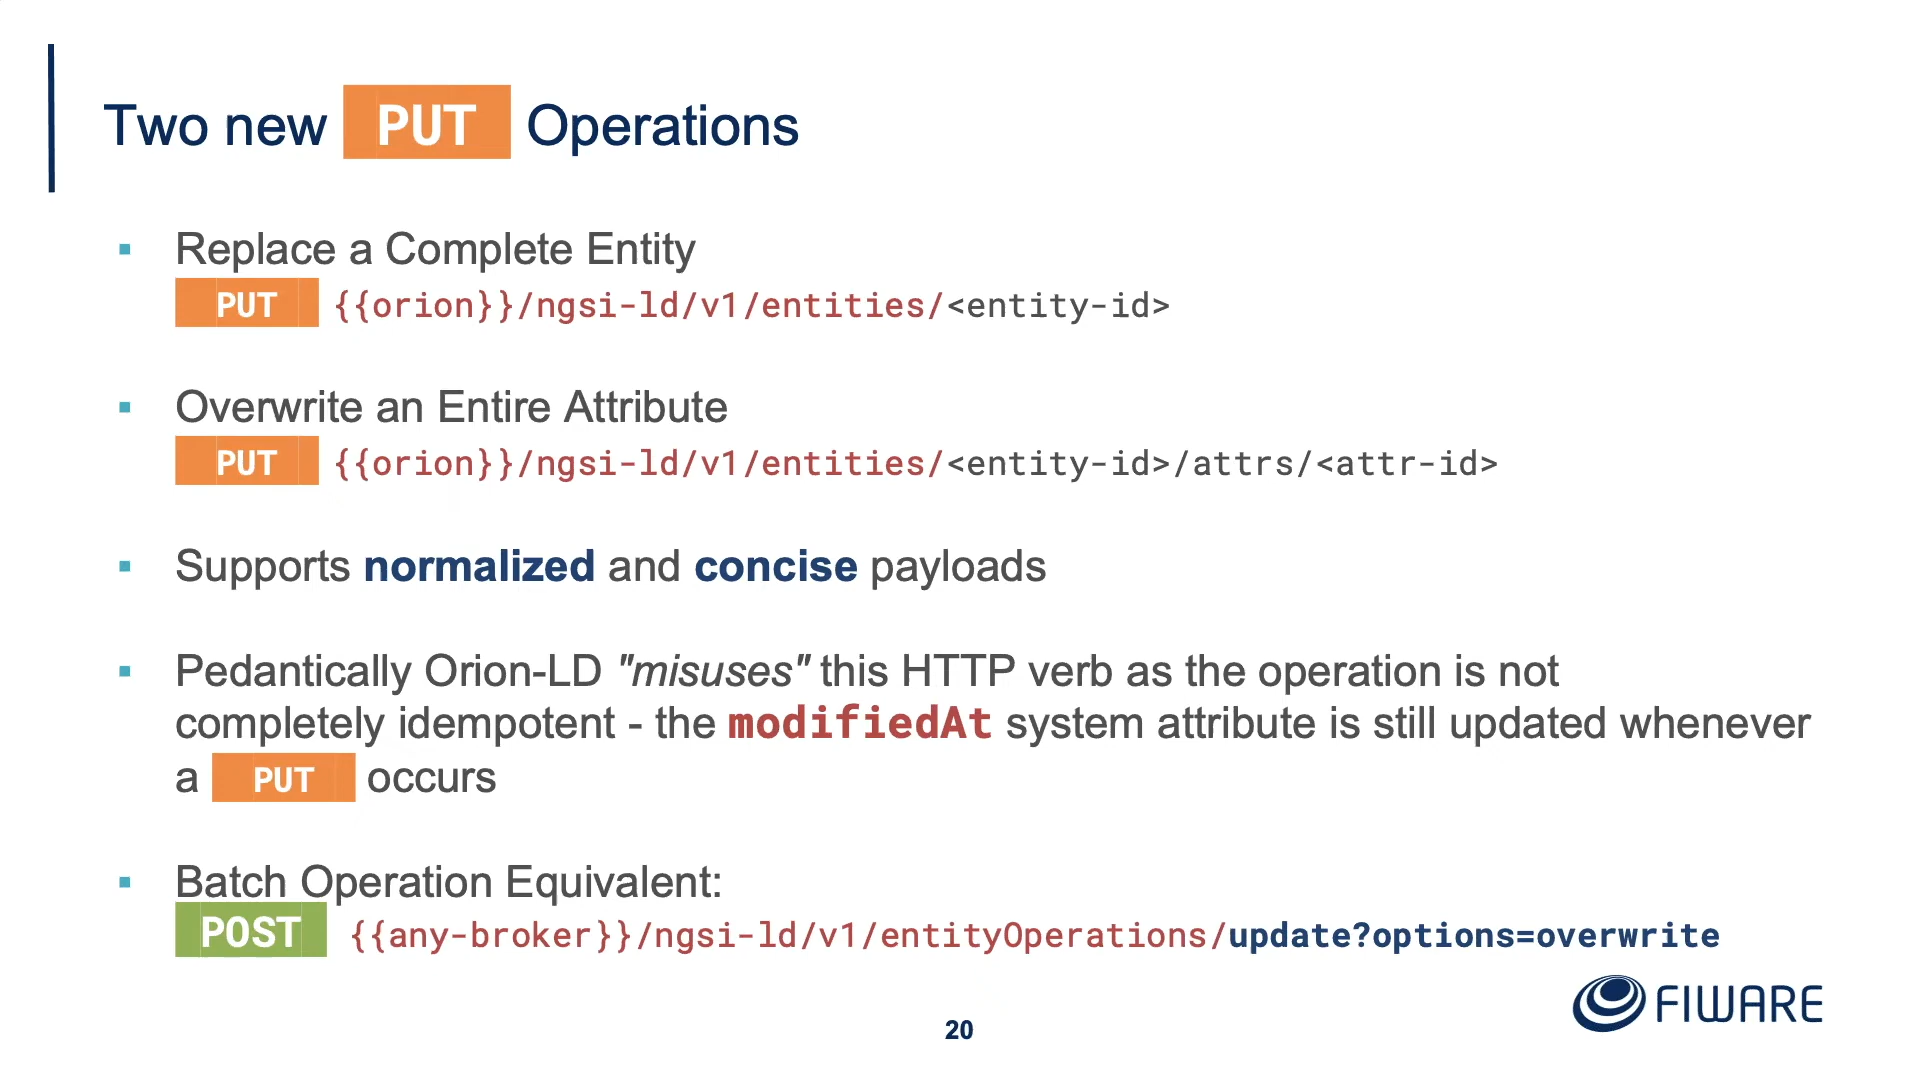 Two new PUT Operations
▪ Replace a Complete Entity
PUT {{orion}}/ngsi-ld/v1/entities/<entity-id>
▪ Overwrite an Entire Attribute
PUT {{orion}}/ngsi-ld/v1/entities/<entity-id>/attrs/<attr-id>
▪ Supports normalized and concise payloads
▪ Pedantically Orion-LD "misuses" this HTTP verb as the operation is not
completely idempotent - the modifiedAt system attribute is still updated whenever
a PUT occurs
▪ Batch Operation Equivalent:
POST {{any-broker}}/ngsi-ld/v1/entityOperations/update?options=overwrite
FIWARE
20